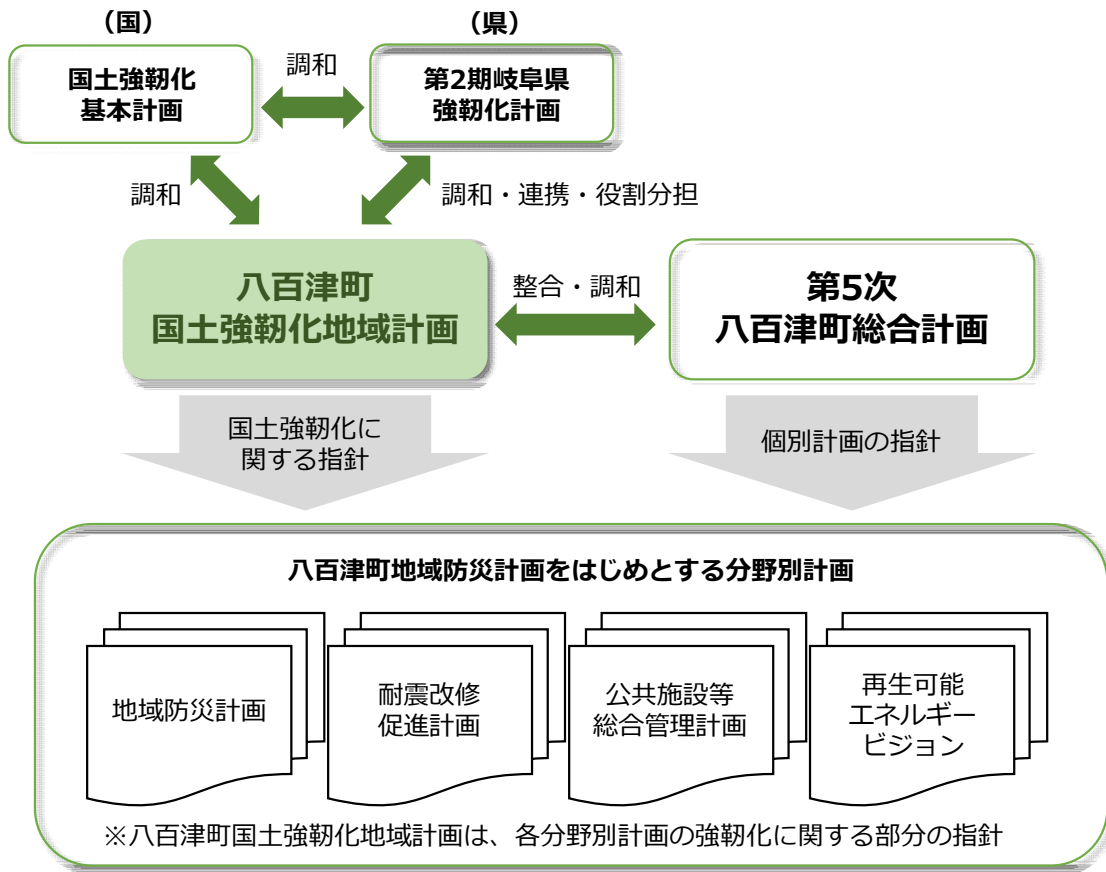 （国）
（県）
国土強靭化
基本計画
調和
第2期岐阜県
強靭化計画
調和
調和・連携・役割分担
八百津町
国土強靭化地域計画
整合・調和
第5次
八百津町総合計画
国土強靭化に
関する指針
個別計画の指針
八百津町地域防災計画をはじめとする分野別計画
地域防災計画
耐震改修
促進計画
公共施設等
総合管理計画
再生可能
エネルギー
ビジョン
※八百津町国土強靭化地域計画は、各分野別計画の強靭化に関する部分の指針